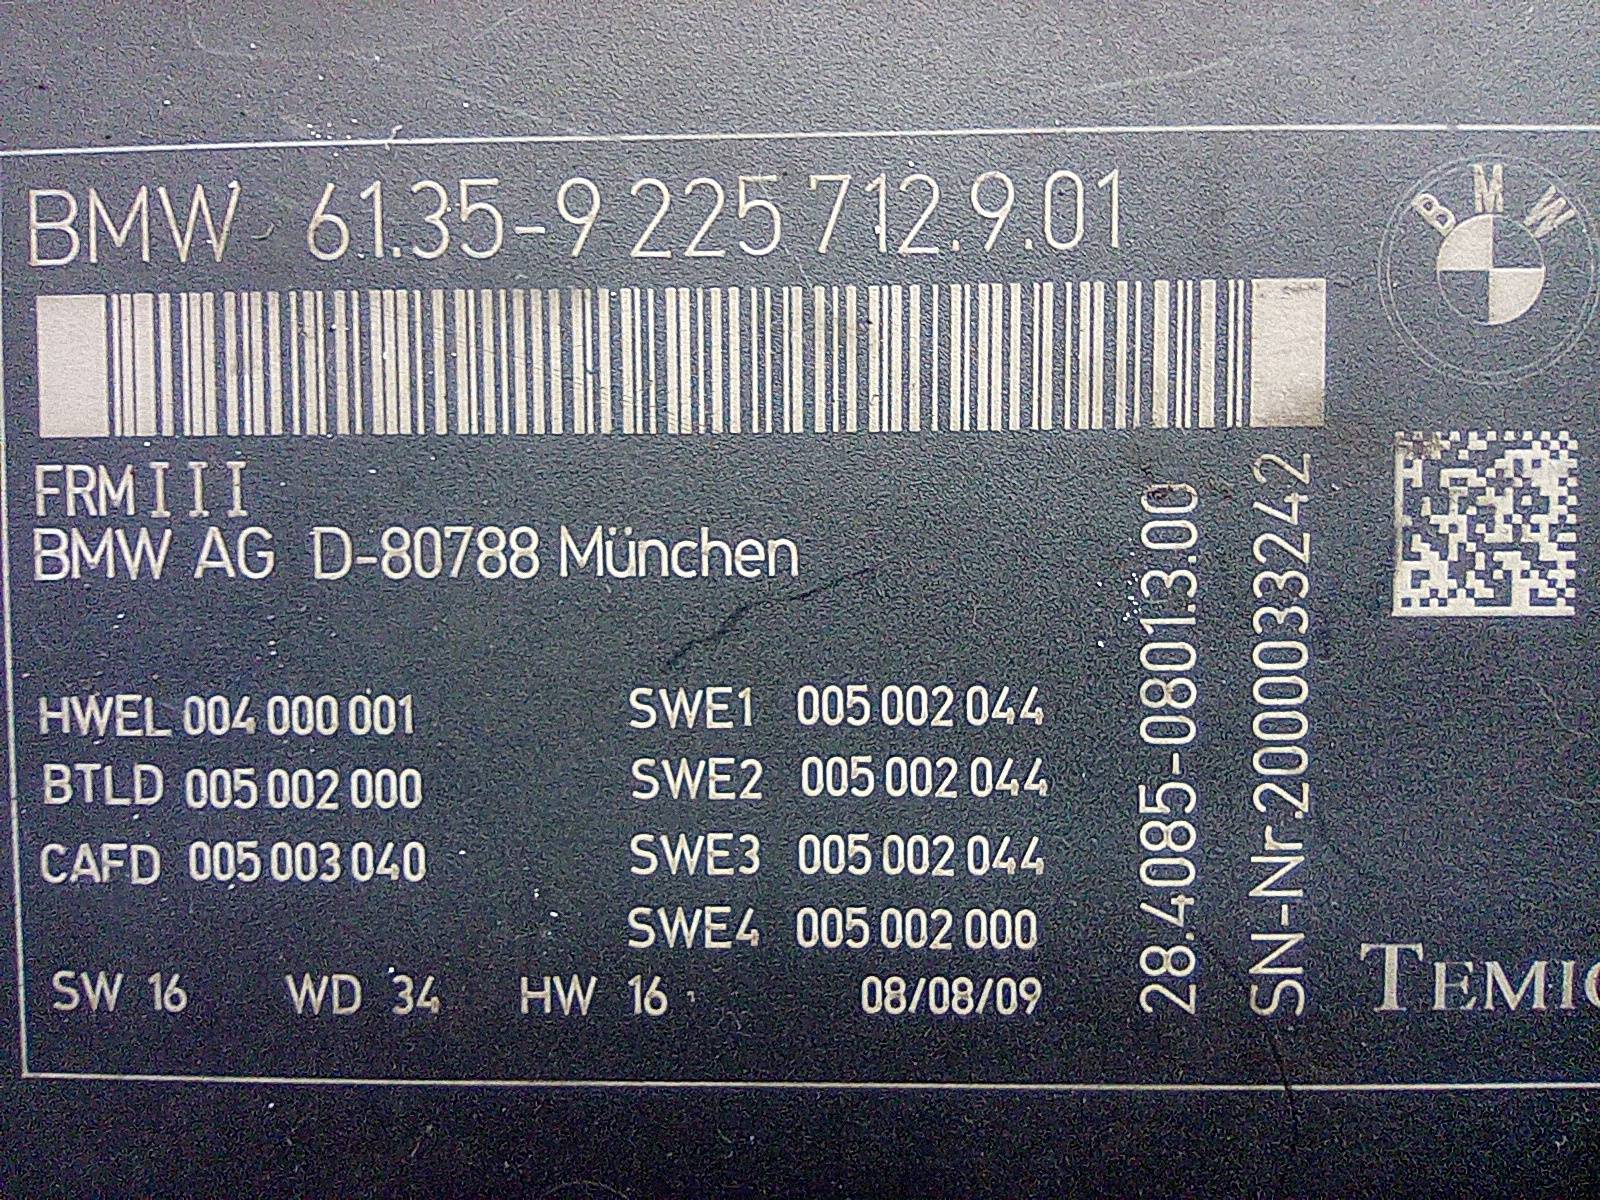 BMW 61.35-9 225 712.9.01
BMW
FRM III
BMW AG D-80788 München
HWEL 004 000 001
BTLD 005 002 000
CAFD 005 003 040
SWE1 005 002 044
SWE2 005 002 044
SWE3 005 002 044
SWE4 005 002 000
SW 16 WD 34 HW 16 08/08/09
28.4085-08013.00
SN-Nr.2000033242
TEMIC